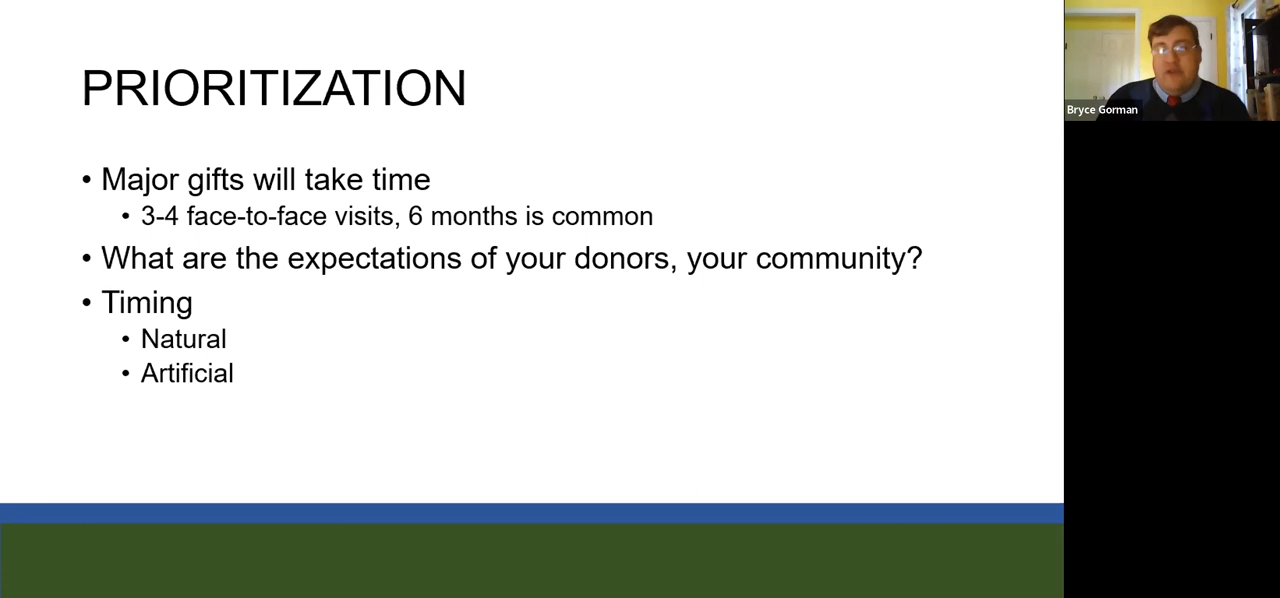 PRIORITIZATION
• Major gifts will take time
• 3-4 face-to-face visits, 6 months is common
• What are the expectations of your donors, your community?
• Timing
• Natural
• Artificial
Bryce Gorman